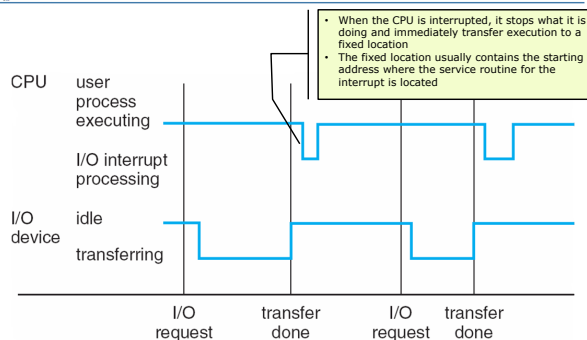 • When the CPU is interrupted, it stops what it is
doing and immediately transfer execution to a
fixed location
• The fixed location usually contains the starting
address where the service routine for the
interrupt is located
CPU user
process
executing
I/O interrupt
processing
I/O idle
device
transferring
I/O transfer I/O transfer
request done request done